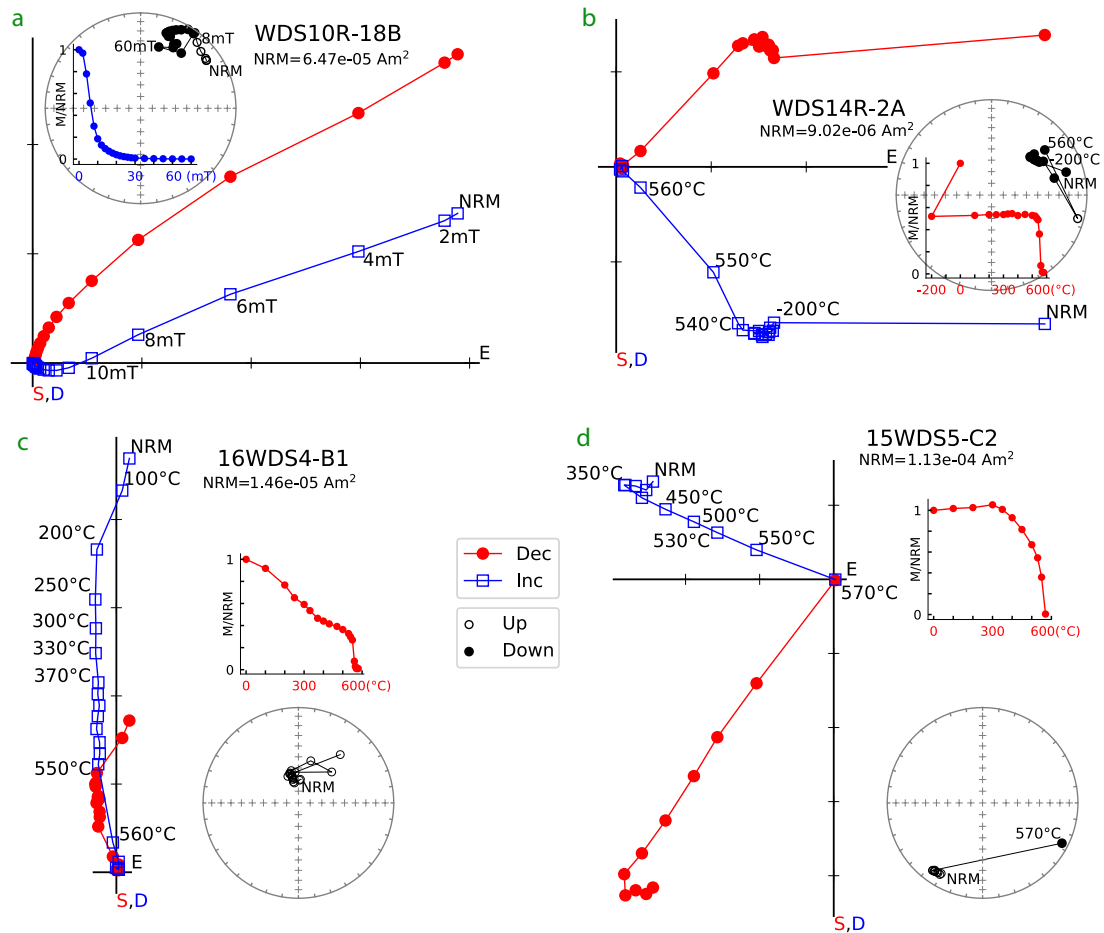 a
WDS10R-18B
NRM=6.47e-05 Am²
60mT
8mT
NRM
1
M/NRM
0
0
30
60 (mT)
NRM
2mT
4mT
6mT
8mT
10mT
E
S,D
b
WDS14R-2A
NRM=9.02e-06 Am²
E
560°C
-200°C
NRM
1
M/NRM
0
-200
0
300
600(°C)
560°C
550°C
540°C
-200°C
NRM
S,D
c
16WDS4-B1
NRM=1.46e-05 Am²
NRM
100°C
200°C
250°C
300°C
330°C
370°C
550°C
560°C
E
S,D
1
M/NRM
0
0
300
600(°C)
NRM
Dec
Inc
Up
Down
d
15WDS5-C2
NRM=1.13e-04 Am²
350°C
NRM
450°C
500°C
530°C
550°C
E
570°C
1
M/NRM
0
0
300
600(°C)
570°C
NRM
S,D